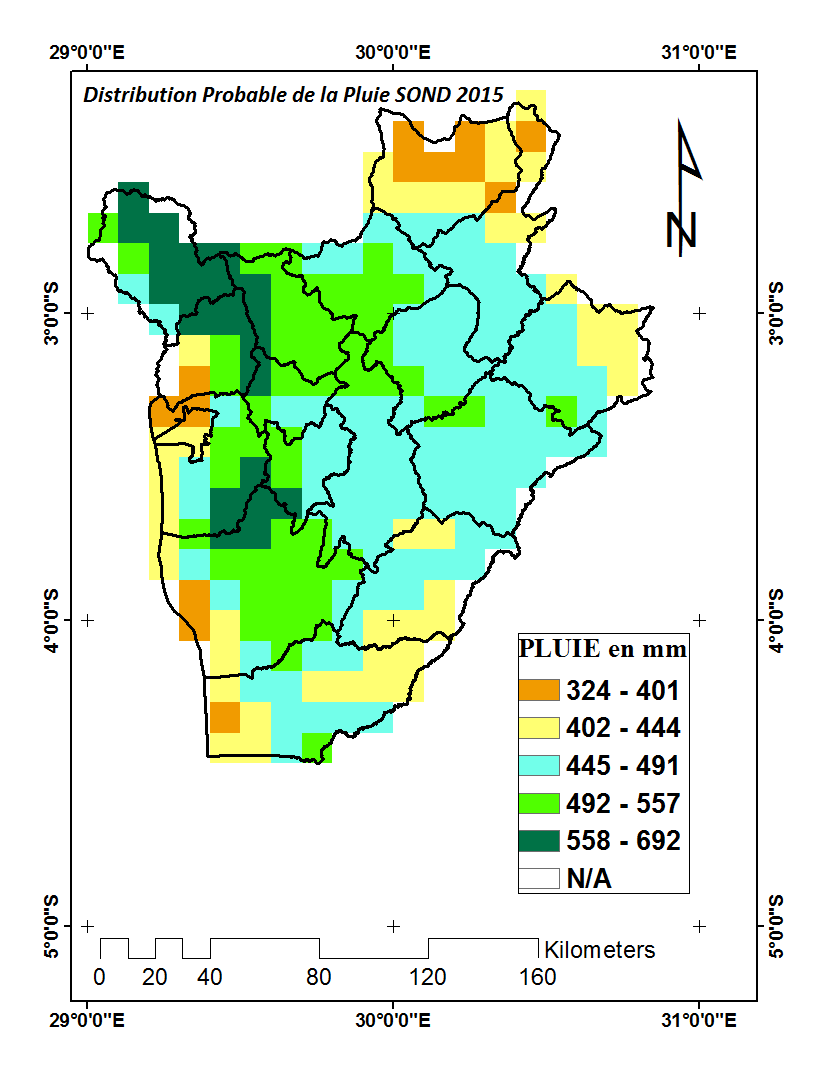 29°0'0"E 30°0'0"E 31°0'0"E
Distribution Probable de la Pluie SOND 2015
N
3°0'0"S 3°0'0"S
4°0'0"S 4°0'0"S
PLUIE en mm
324 - 401
402 - 444
445 - 491
492 - 557
558 - 692
N/A
5°0'0"S 5°0'0"S
Kilometers
0 20 40 80 120 160
29°0'0"E 30°0'0"E 31°0'0"E